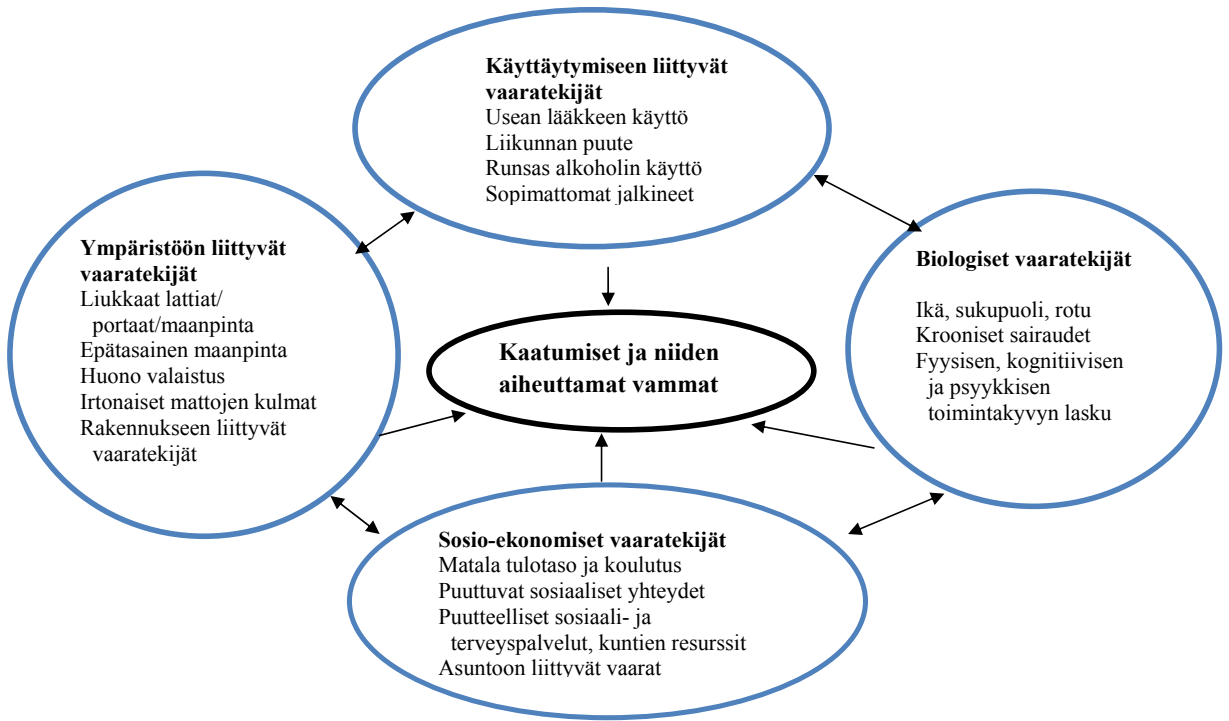 Käyttäytymiseen liittyvät
vaaratekijät
Usean lääkkeen käyttö
Liikunnan puute
Runsas alkoholin käyttö
Sopimattomat jalkineet
Ympäristöön liittyvät
vaaratekijät
Liukkaat lattiat/
portaat/maanpinta
Epätasainen maanpinta
Huono valaistus
Irtonaiset mattojen kulmat
Rakennukseen liittyvät
vaaratekijät
Kaatumiset ja niiden
aiheuttamat vammat
Biologiset vaaratekijät
Ikä, sukupuoli, rotu
Krooniset sairaudet
Fyysisen, kognitiivisen
ja psyykkisen
toimintakyvyn lasku
Sosio-ekonomiset vaaratekijät
Matala tulotaso ja koulutus
Puuttuvat sosiaaliset yhteydet
Puutteelliset sosiaali- ja
terveyspalvelut, kuntien resurssit
Asuntoon liittyvät vaarat